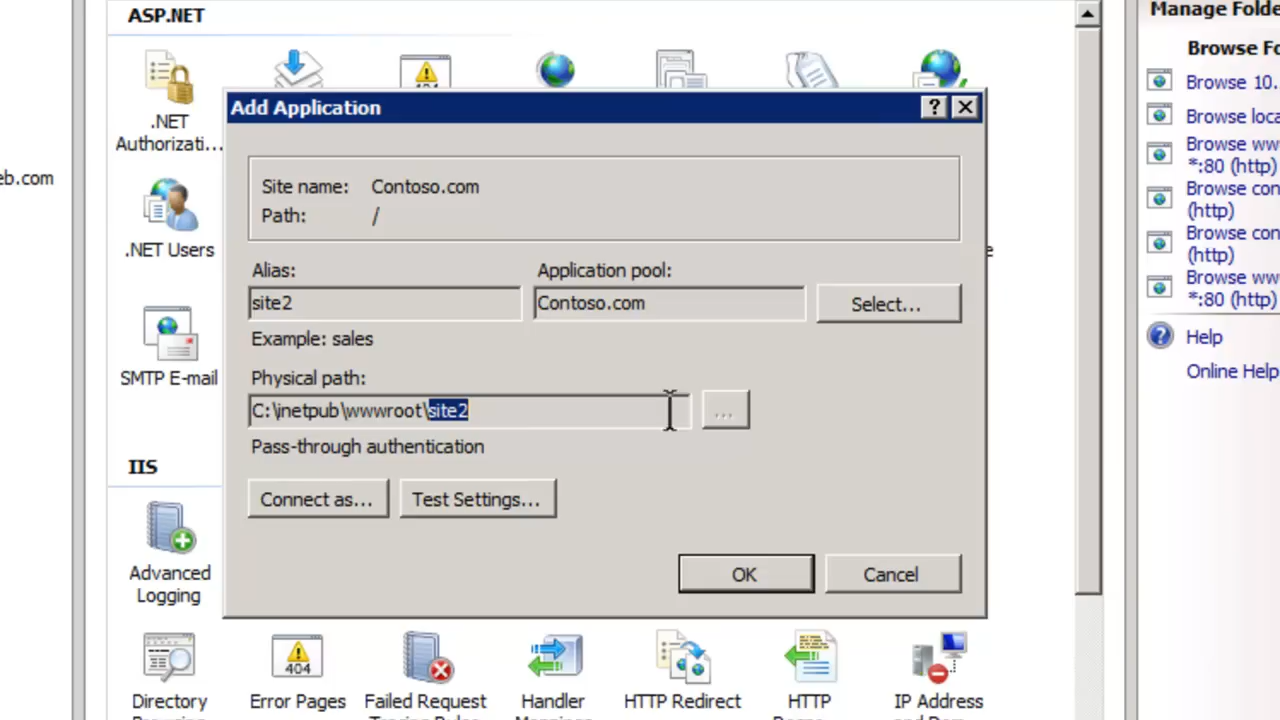 ASP.NET
Manage Folde
Browse Fo
Browse 10.
Browse loca
Browse ww
*:80 (http)
Browse con
(http)
Browse con
(http)
Browse ww
*:80 (http)
Help
Online Help
eb.com
.NET
Authorizati...
.NET Users
SMTP E-mail
404
Add Application
?
Site name: Contoso.com
Path: /
Alias:
Application pool:
site2
Contoso.com
Select...
Example: sales
Physical path:
C:\inetpub\wwwroot\site2
...
Pass-through authentication
Connect as...
Test Settings...
OK
Cancel
e
IIS
Advanced
Logging
404
Directory
Error Pages
Failed Request
Handler
HTTP Redirect
HTTP
IP Address